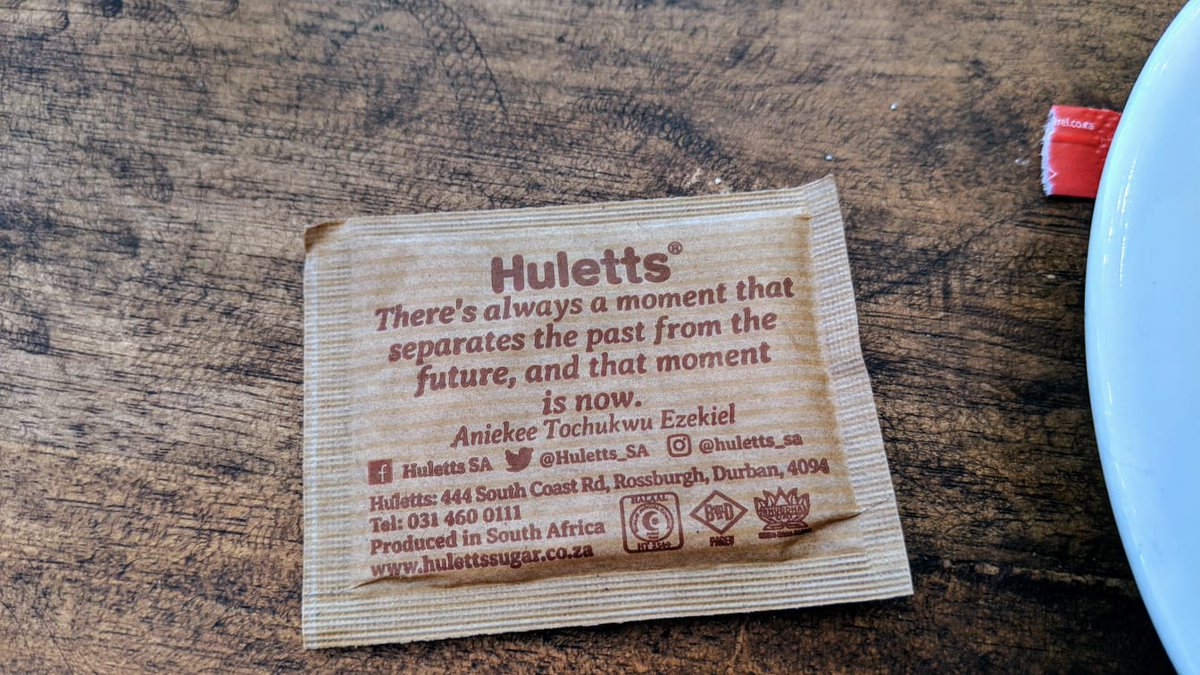 Huletts®
There's always a moment that
separates the past from the
future, and that moment
is now.
Aniekee Tochukwu Ezekiel
Huletts SA @Huletts_SA @huletts_sa
Huletts: 444 South Coast Rd, Rossburgh, Durban, 4094
Tel: 031 460 0111
Produced in South Africa
www.hulettssugar.co.za
HALAAL
PAREV